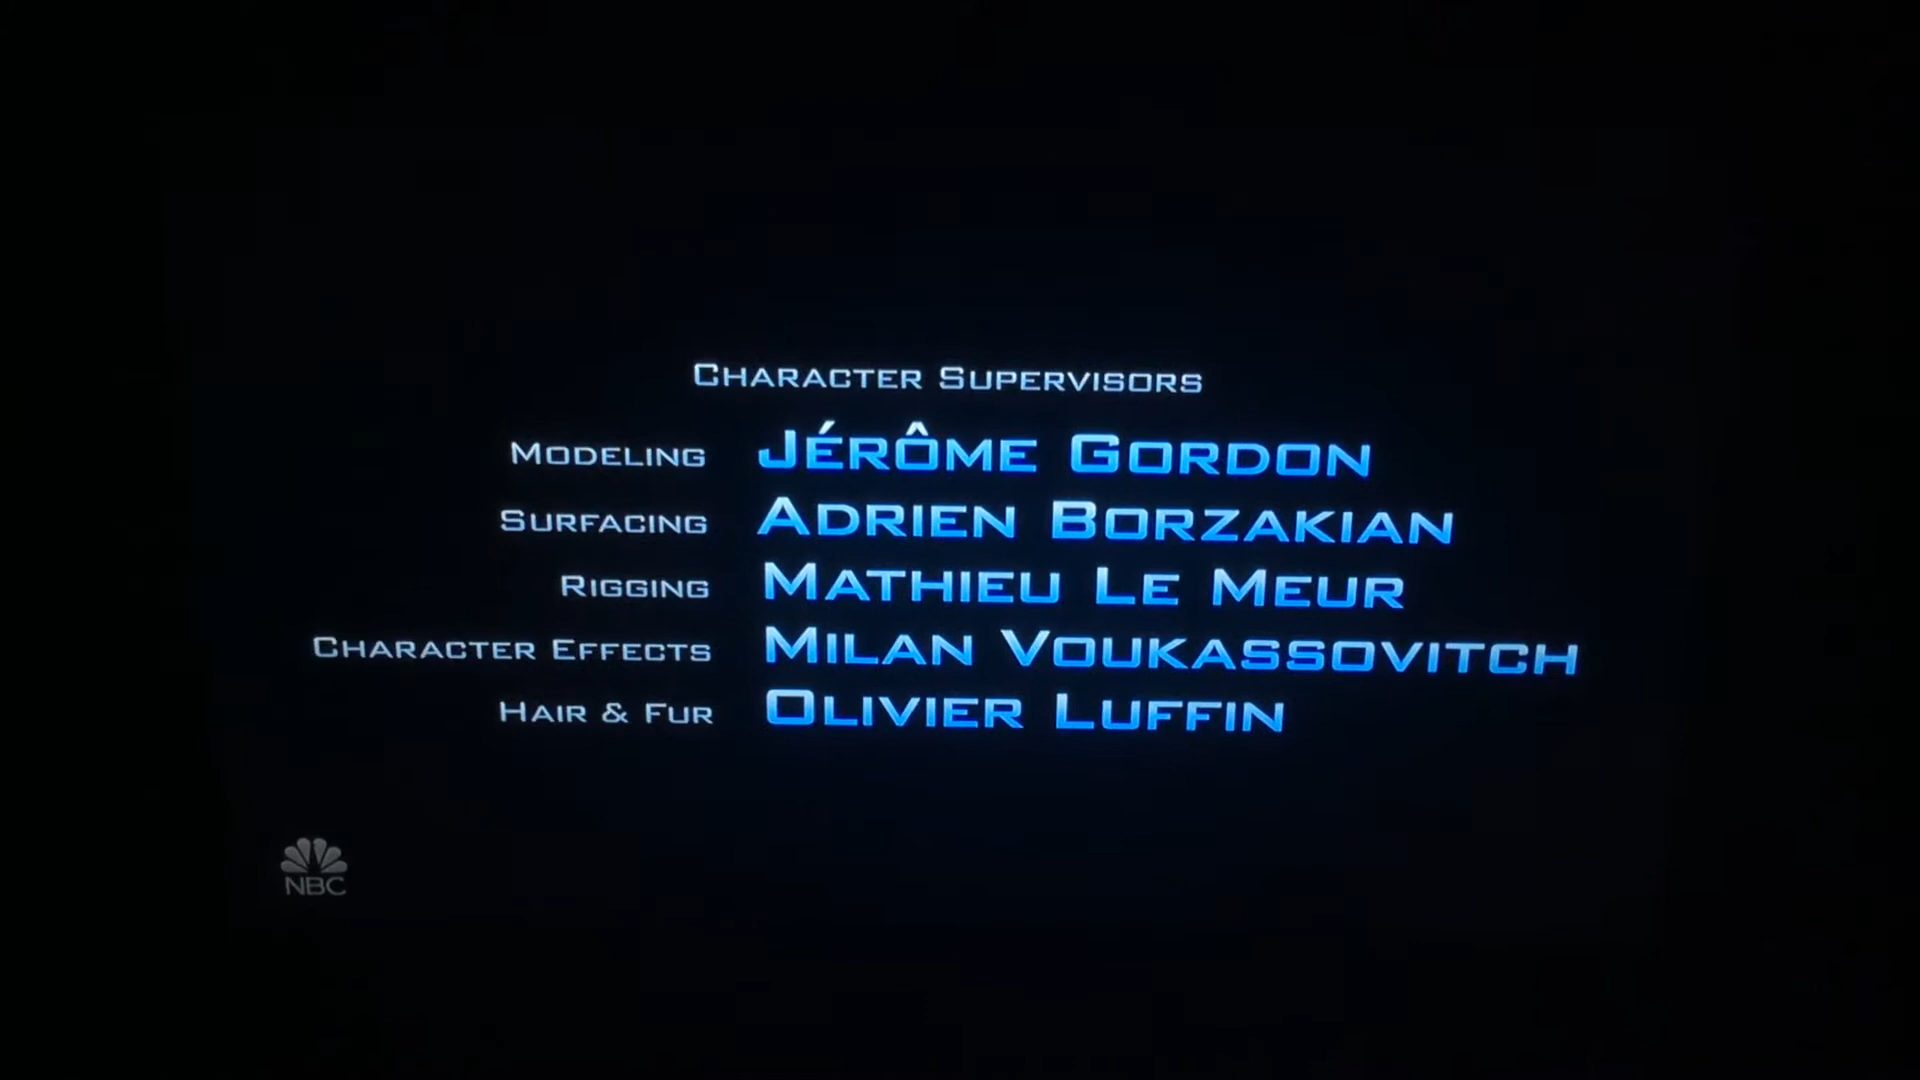 Character Supervisors
Modeling Jérôme Gordon
Surfacing Adrien Borzakian
Rigging Mathieu Le Meur
Character Effects Milan Voukassovitch
Hair & Fur Olivier Luffin
NBC